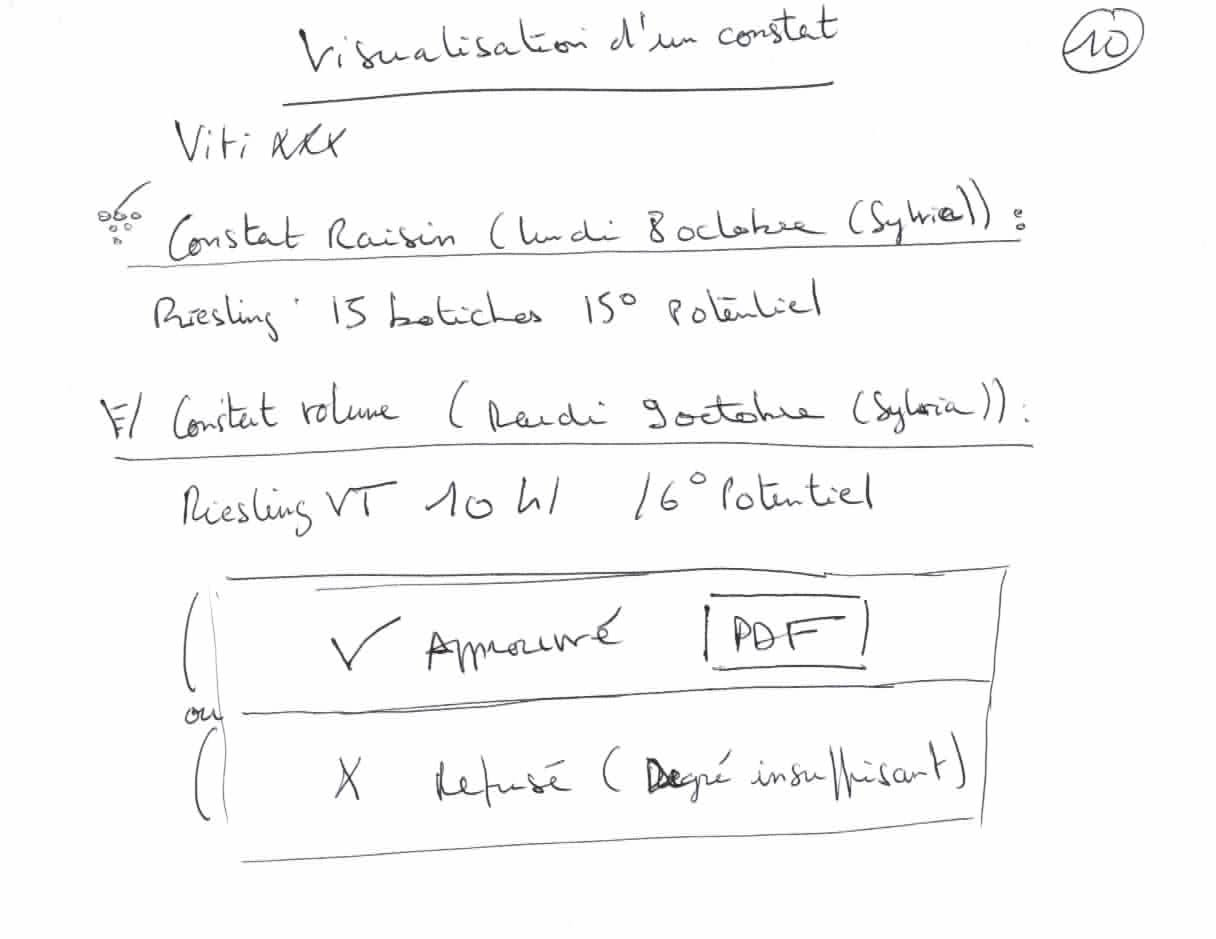 Visualisation d'un constat
10
Viti XXX
Constat Raisin (lundi 8 octobre (Sylvia)) :
Riesling : 15 botiches 15° Potentiel
Constat volume (Mardi 9 octobre (Sylvia)) :
Riesling VT 10 hl 16° Potentiel
✓ Approuvé PDF
ou
X Refusé (Degré insuffisant)